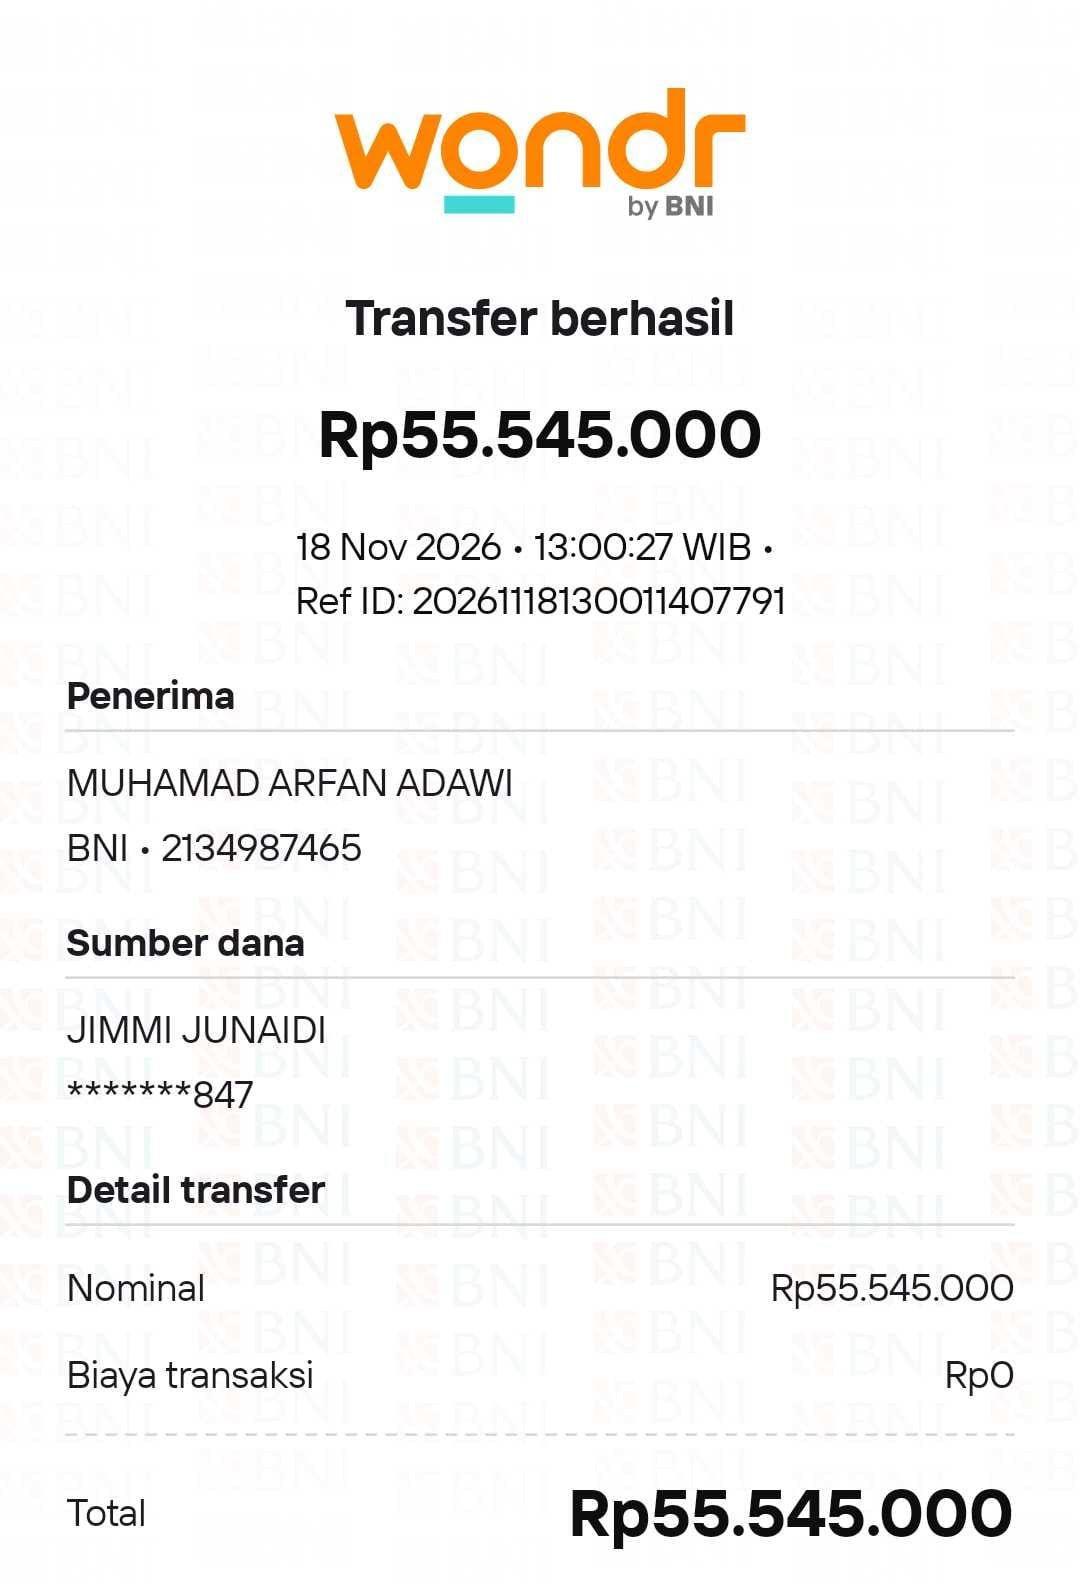 wondr
by BNI
Transfer berhasil
Rp55.545.000
18 Nov 2026 • 13:00:27 WIB •
Ref ID: 20261118130011407791
Penerima
MUHAMAD ARFAN ADAWI
BNI • 2134987465
Sumber dana
JIMMI JUNAIDI
*******847
Detail transfer
Nominal Rp55.545.000
Biaya transaksi Rp0
Total Rp55.545.000